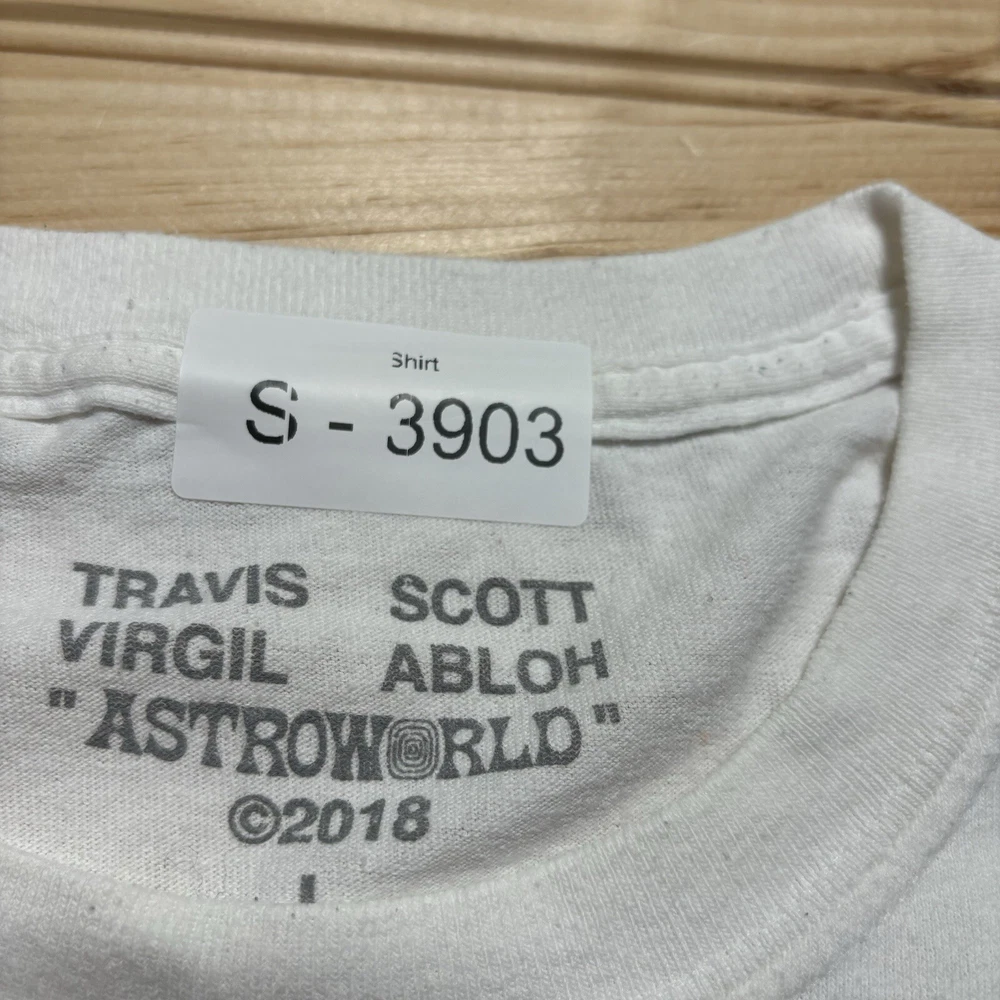 Shirt
S - 3903
TRAVIS SCOTT
VIRGIL ABLOH
" ASTROWORLD "
©2018